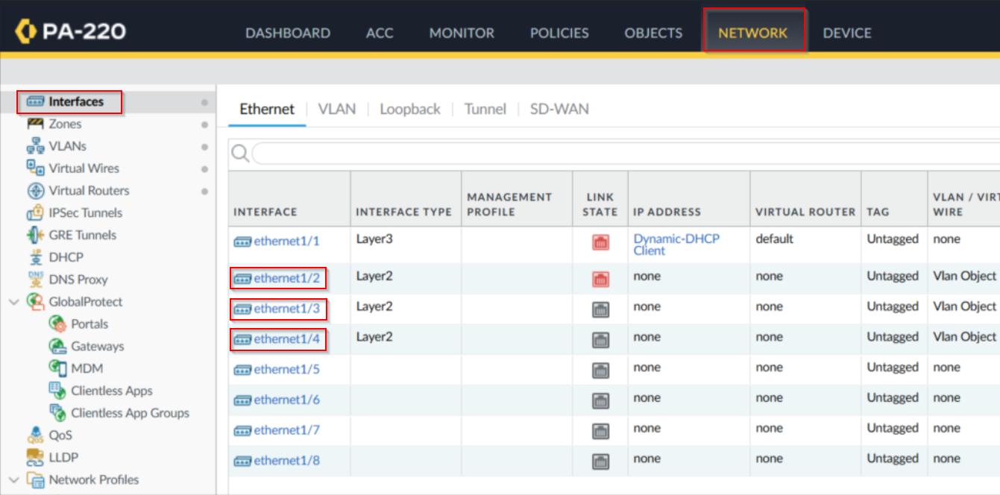 PA-220
DASHBOARD ACC MONITOR POLICIES OBJECTS NETWORK DEVICE
Interfaces
Zones
VLANs
Virtual Wires
Virtual Routers
IPSec Tunnels
GRE Tunnels
DHCP
DNS Proxy
GlobalProtect
Portals
Gateways
MDM
Clientless Apps
Clientless App Groups
QoS
LLDP
Network Profiles
Ethernet VLAN Loopback Tunnel SD-WAN
INTERFACE INTERFACE TYPE MANAGEMENT PROFILE LINK STATE IP ADDRESS VIRTUAL ROUTER TAG VLAN / VIRT WIRE
ethernet1/1 Layer3 Dynamic-DHCP Client default Untagged none
ethernet1/2 Layer2 none none Untagged Vlan Object
ethernet1/3 Layer2 none none Untagged Vlan Object
ethernet1/4 Layer2 none none Untagged Vlan Object
ethernet1/5 none none Untagged none
ethernet1/6 none none Untagged none
ethernet1/7 none none Untagged none
ethernet1/8 none none Untagged none